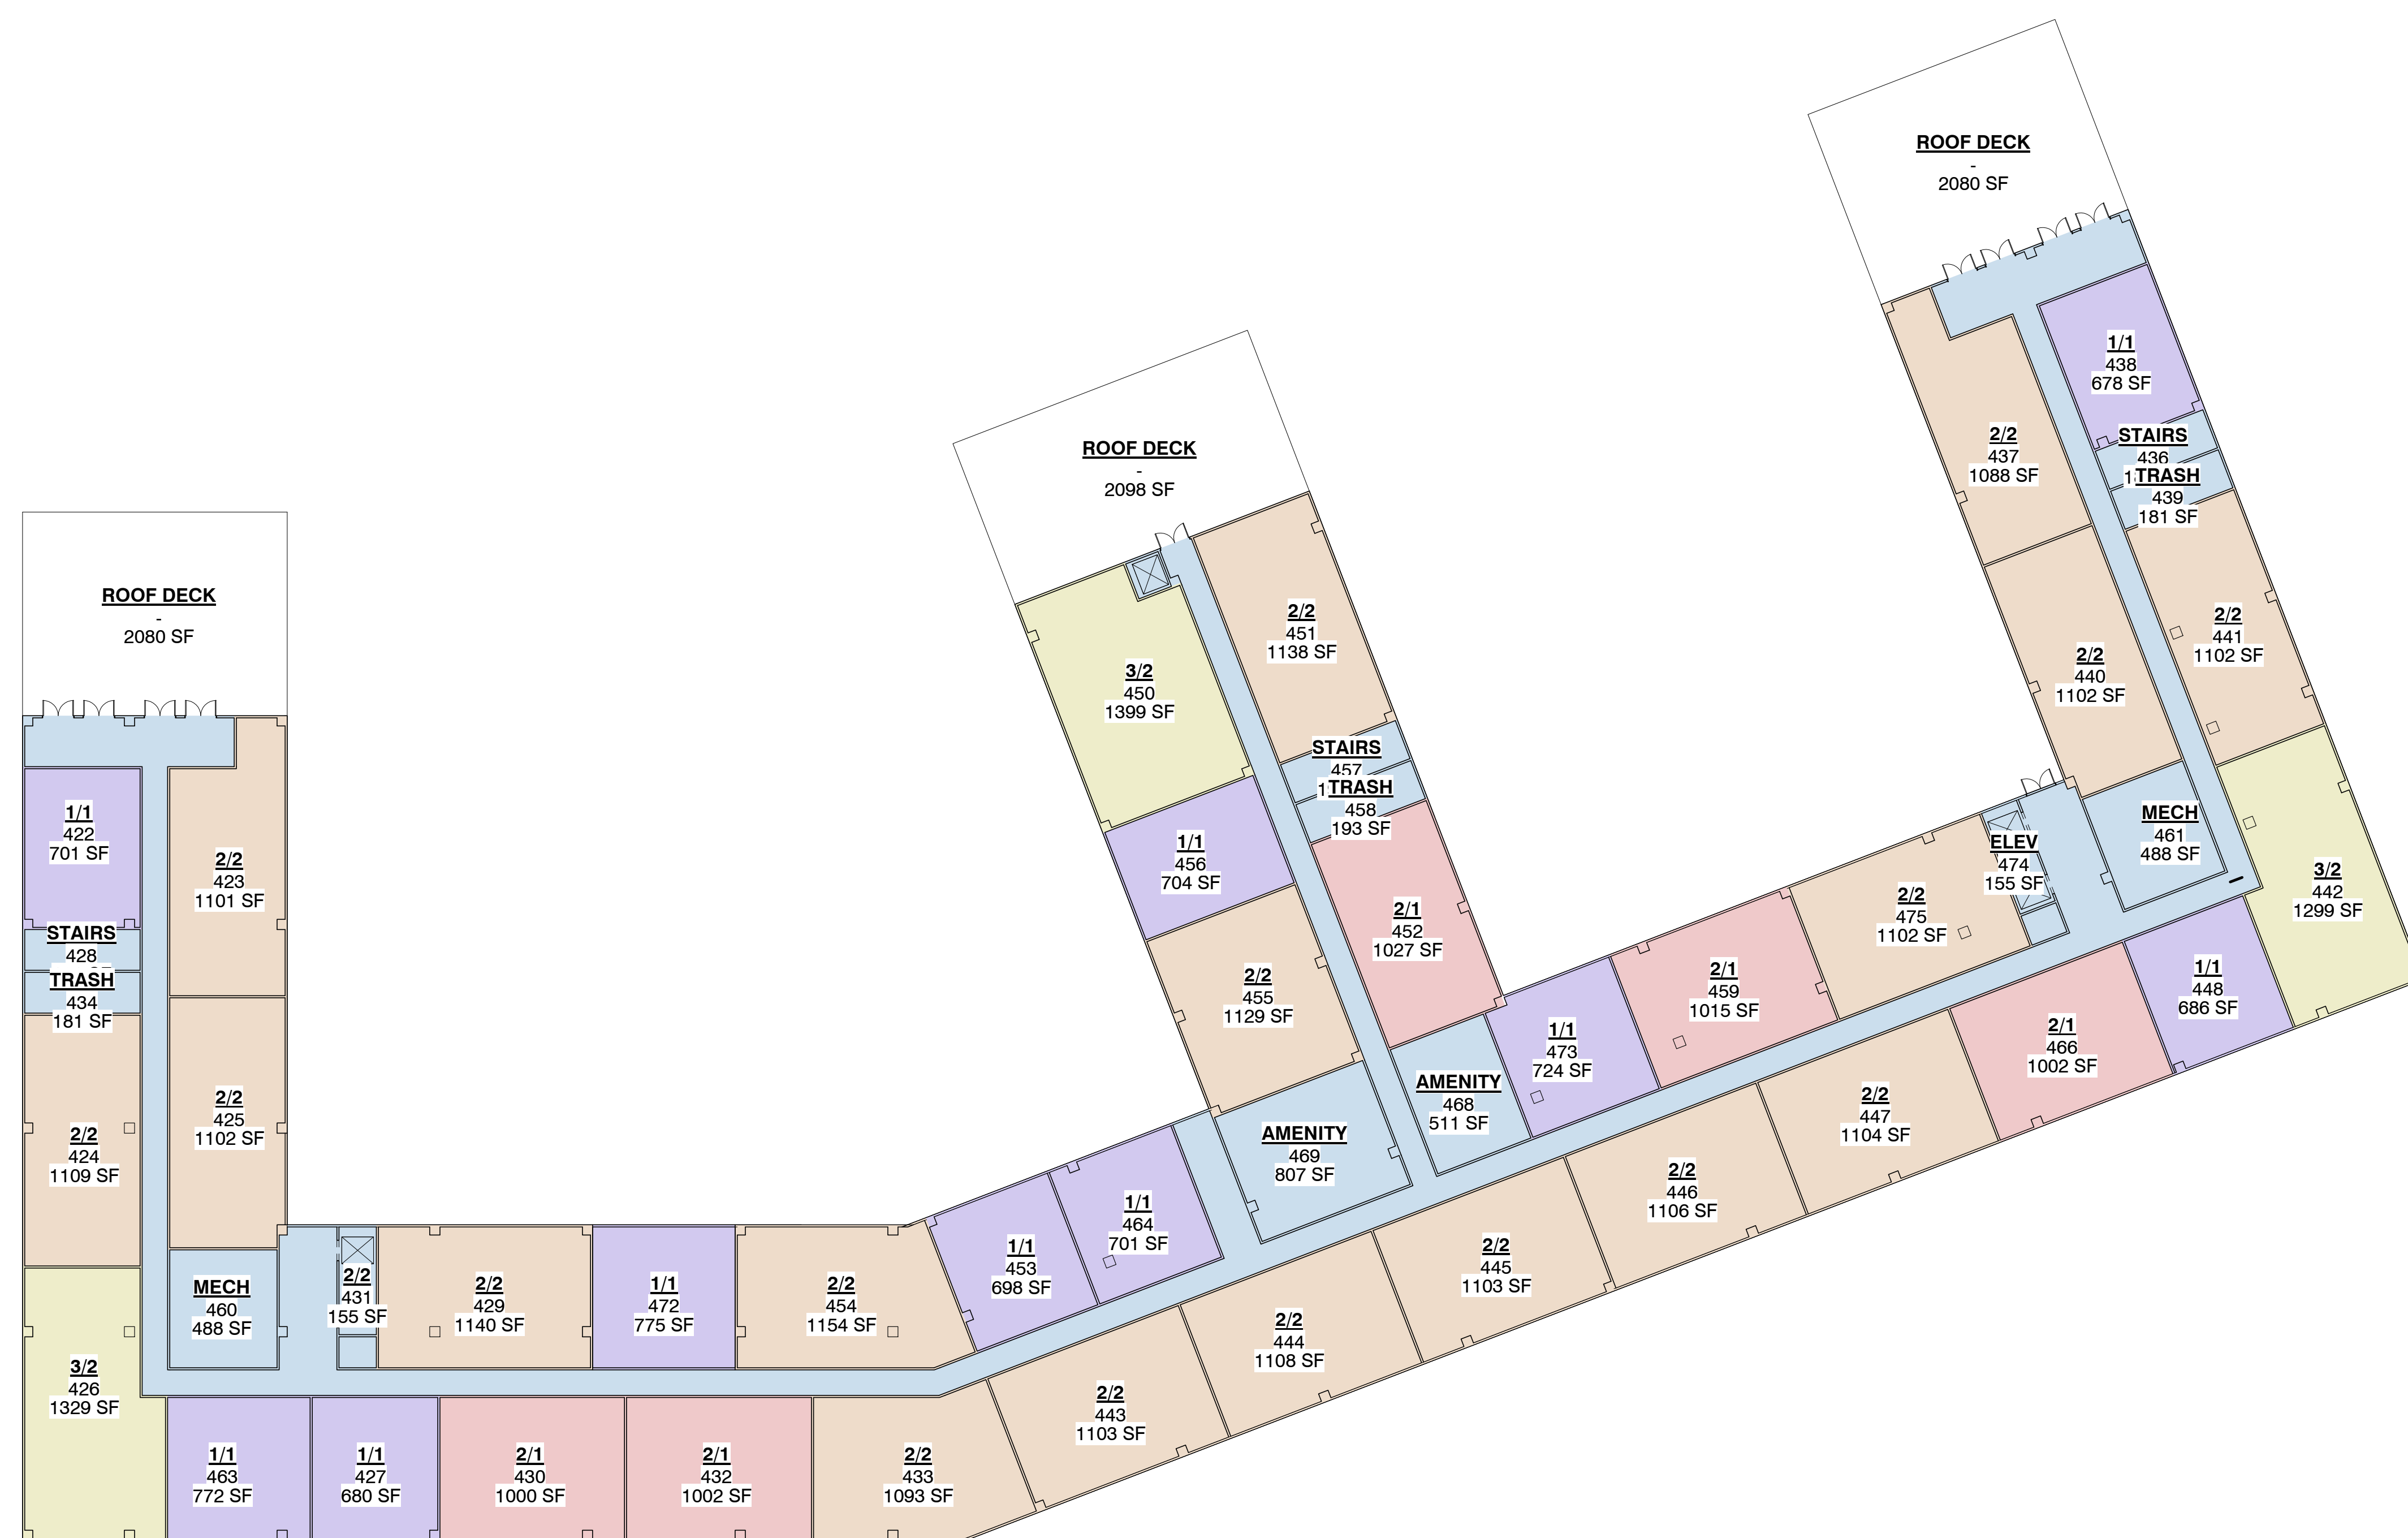 ROOF DECK
-
2080 SF
ROOF DECK
-
2098 SF
ROOF DECK
-
2080 SF
1/1
438
678 SF
STAIRS
436
TRASH
439
181 SF
2/2
437
1088 SF
2/2
451
1138 SF
2/2
441
1102 SF
3/2
450
1399 SF
2/2
440
1102 SF
STAIRS
457
TRASH
458
193 SF
1/1
422
701 SF
2/2
423
1101 SF
1/1
456
704 SF
MECH
461
488 SF
ELEV
474
155 SF
3/2
442
1299 SF
2/1
452
1027 SF
2/2
475
1102 SF
STAIRS
428
TRASH
434
181 SF
2/2
455
1129 SF
2/1
459
1015 SF
1/1
448
686 SF
1/1
473
724 SF
2/1
466
1002 SF
2/2
425
1102 SF
2/2
424
1109 SF
AMENITY
468
511 SF
AMENITY
469
807 SF
2/2
447
1104 SF
2/2
446
1106 SF
1/1
464
701 SF
1/1
453
698 SF
2/2
445
1103 SF
MECH
460
488 SF
2/2
431
155 SF
2/2
429
1140 SF
1/1
472
775 SF
2/2
454
1154 SF
2/2
444
1108 SF
3/2
426
1329 SF
2/2
443
1103 SF
1/1
463
772 SF
1/1
427
680 SF
2/1
430
1000 SF
2/1
432
1002 SF
2/2
433
1093 SF